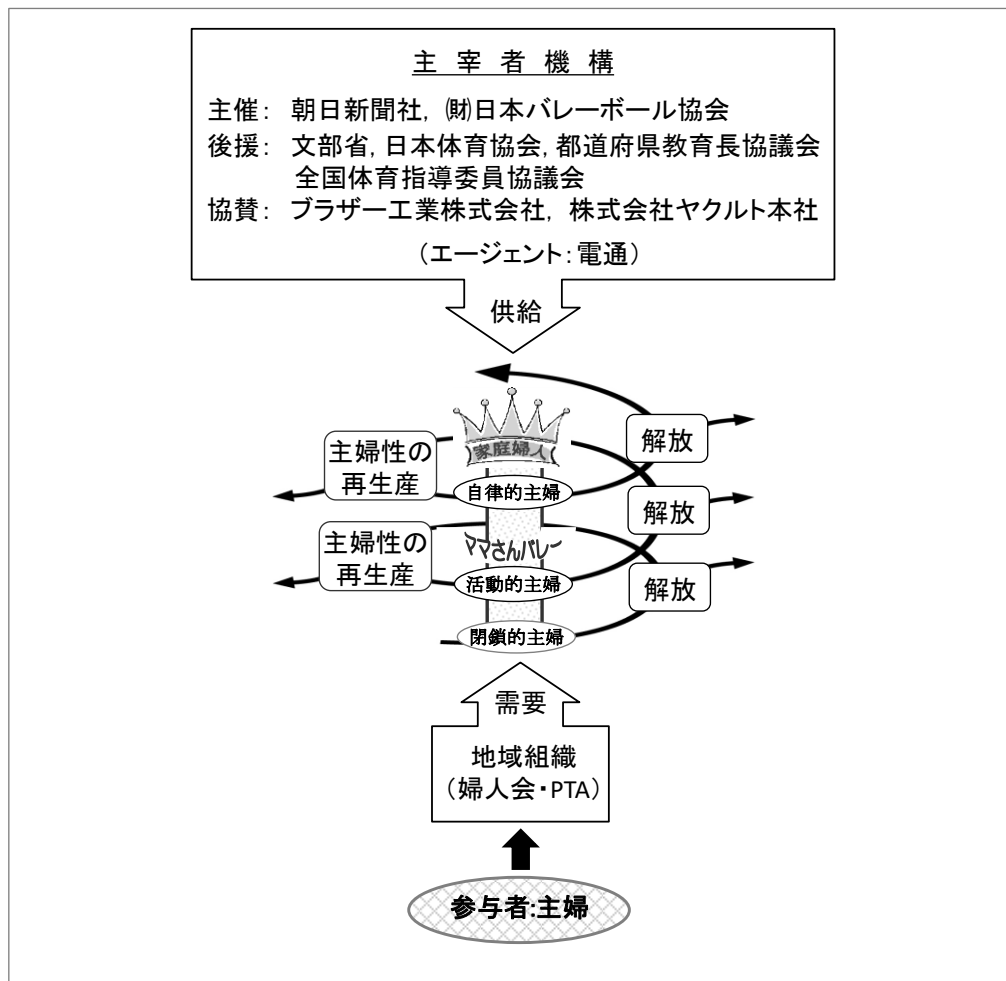 主宰者機構
主催： 朝日新聞社, ㈶日本バレーボール協会
後援： 文部省, 日本体育協会, 都道府県教育長協議会
全国体育指導委員協議会
協賛： ブラザー工業株式会社, 株式会社ヤクルト本社
（エージェント：電通）
供給
家庭婦人
解放
主婦性の
再生産
自律的主婦
解放
ママさんバレー
主婦性の
再生産
活動的主婦
解放
閉鎖的主婦
需要
地域組織
（婦人会・PTA）
参与者:主婦